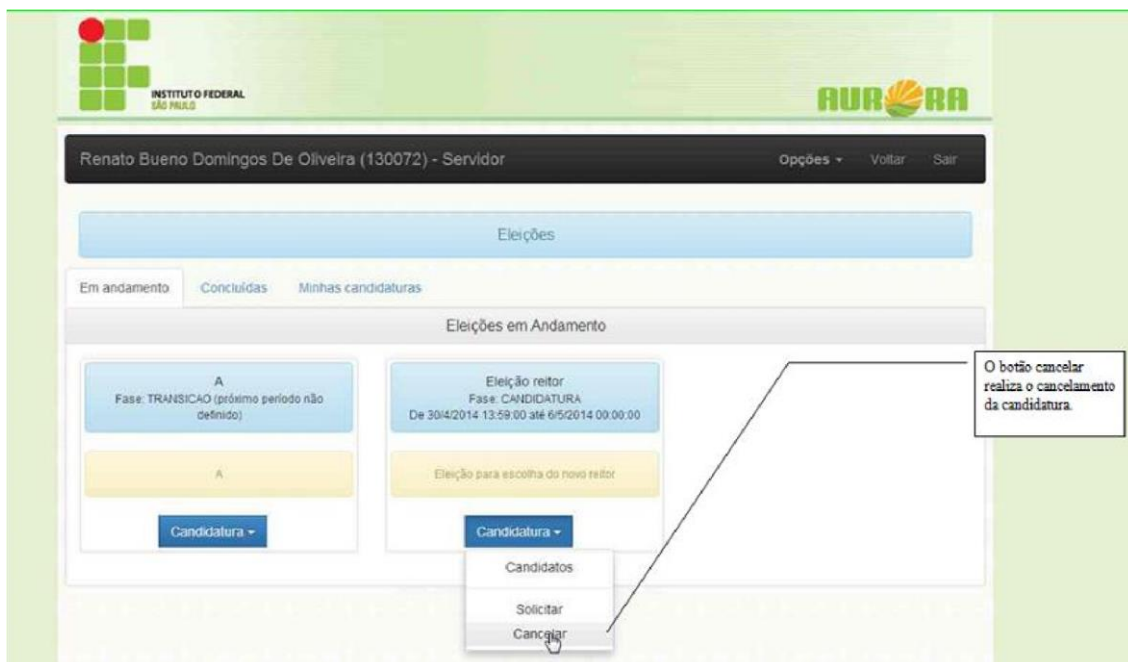 INSTITUTO FEDERAL
SÃO PAULO
AURORA
Renato Bueno Domingos De Oliveira (130072) - Servidor
Opções
Voltar
Sair
Eleições
Em andamento
Concluídas
Minhas candidaturas
Eleições em Andamento
A
Fase: TRANSICAO (próximo período não
definido)
A
Candidatura
Eleição reitor
Fase: CANDIDATURA
De 30/4/2014 13:59:00 até 6/5/2014 00:00:00
Eleição para escolha do novo reitor
Candidatura
Candidatos
Solicitar
Cancelar
O botão cancelar
realiza o cancelamento
da candidatura.